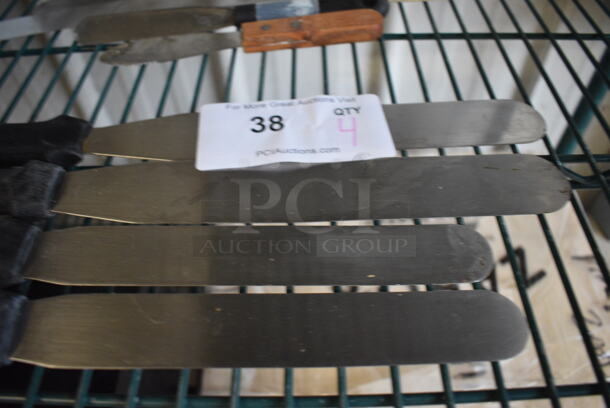 For More Great Auctions Visit
38
QTY
4
PCIAuctions.com
PCI
AUCTION GROUP